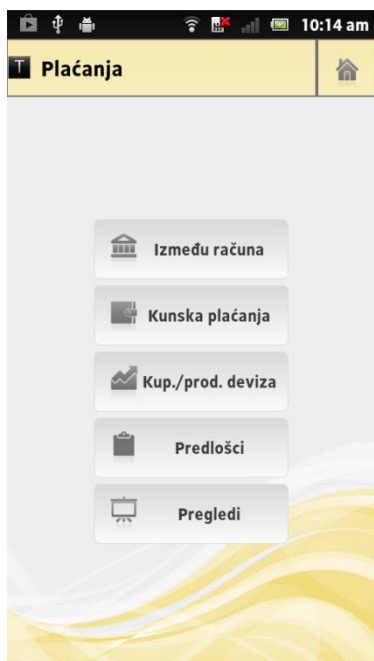 10:14 am
T Plaćanja
Između računa
Kunska plaćanja
Kup./prod. deviza
Predlošci
Pregledi